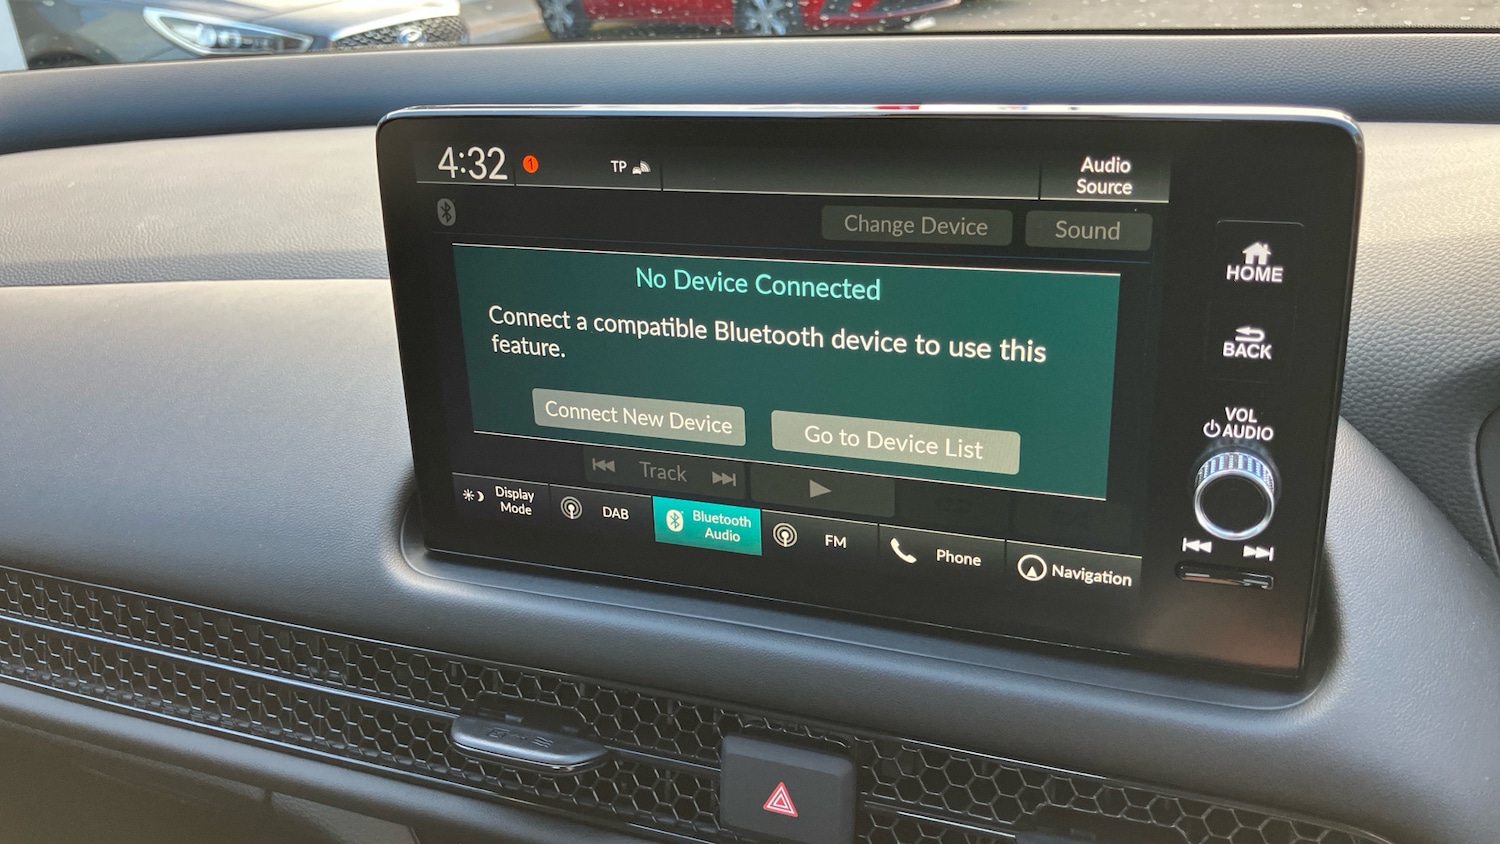 4:32
1
TP
Audio
Source
Change Device
Sound
No Device Connected
Connect a compatible Bluetooth device to use this
feature.
Connect New Device
Go to Device List
Track
Display
Mode
DAB
Bluetooth
Audio
FM
Phone
Navigation
HOME
BACK
VOL
AUDIO